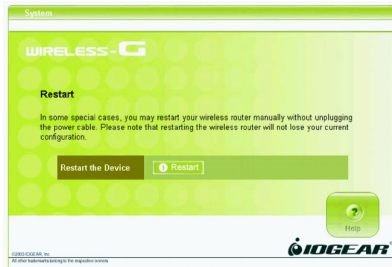 System
WIRELESS-G
Restart
In some special cases, you may restart your wireless router manually without unplugging
the power cable. Please note that restarting the wireless router will not lose your current
configuration.
Restart the Device
Restart
?
Help
IOGEAR
©2003 IOGEAR, Inc
All other trademarks belong to the respective owners